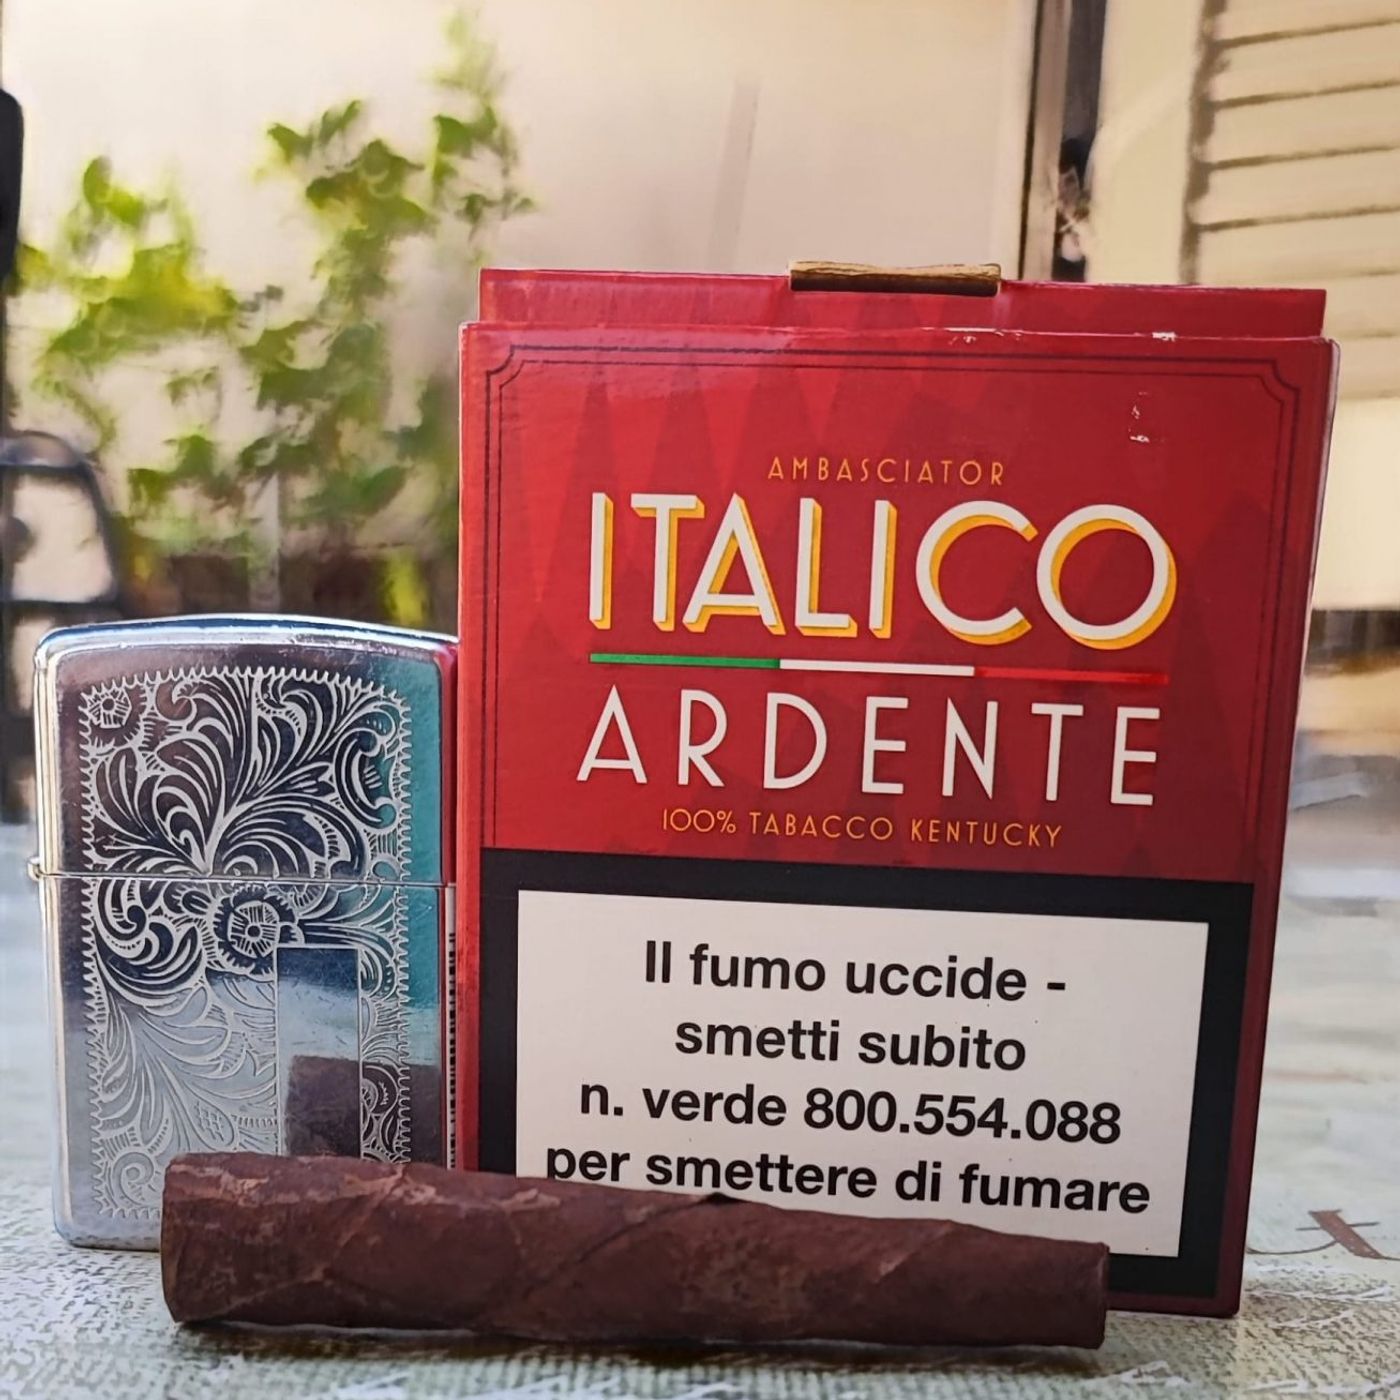 AMBASCIATOR
ITALICO
ARDENTE
100% TABACCO KENTUCKY
Il fumo uccide -
smetti subito
n. verde 800.554.088
per smettere di fumare